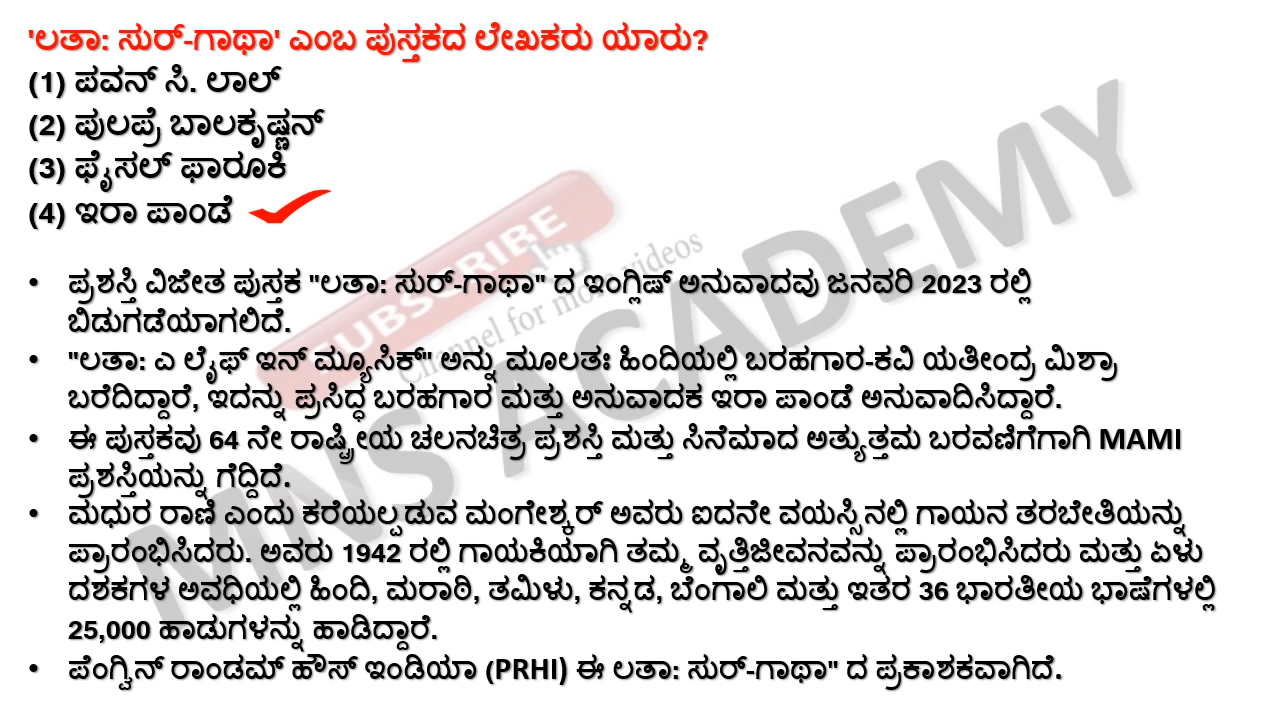 'ಲತಾ: ಸುರ್-ಗಾಥಾ' ಎಂಬ ಪುಸ್ತಕದ ಲೇಖಕರು ಯಾರು?
(1) ಪವನ್ ಸಿ. ಲಾಲ್
(2) ಪುಲಪ್ರೆ ಬಾಲಕೃಷ್ಣನ್
(3) ಫೈಸಲ್ ಫಾರೂಕಿ
(4) ಇರಾ ಪಾಂಡೆ
• ಪ್ರಶಸ್ತಿ ವಿಜೇತ ಪುಸ್ತಕ "ಲತಾ: ಸುರ್-ಗಾಥಾ" ದ ಇಂಗ್ಲಿಷ್ ಅನುವಾದವು ಜನವರಿ 2023 ರಲ್ಲಿ
ಬಿಡುಗಡೆಯಾಗಲಿದೆ.
• "ಲತಾ: ಎ ಲೈಫ್ ಇನ್ ಮ್ಯೂಸಿಕ್" ಅನ್ನು ಮೂಲತಃ ಹಿಂದಿಯಲ್ಲಿ ಬರಹಗಾರ-ಕವಿ ಯತೀಂದ್ರ ಮಿಶ್ರಾ
ಬರೆದಿದ್ದಾರೆ, ಇದನ್ನು ಪ್ರಸಿದ್ಧ ಬರಹಗಾರ ಮತ್ತು ಅನುವಾದಕ ಇರಾ ಪಾಂಡೆ ಅನುವಾದಿಸಿದ್ದಾರೆ.
• ಈ ಪುಸ್ತಕವು 64 ನೇ ರಾಷ್ಟ್ರೀಯ ಚಲನಚಿತ್ರ ಪ್ರಶಸ್ತಿ ಮತ್ತು ಸಿನೆಮಾದ ಅತ್ಯುತ್ತಮ ಬರವಣಿಗೆಗಾಗಿ MAMI
ಪ್ರಶಸ್ತಿಯನ್ನು ಗೆದ್ದಿದೆ.
• ಮಧುರ ರಾಣಿ ಎಂದು ಕರೆಯಲ್ಪಡುವ ಮಂಗೇಶ್ಕರ್ ಅವರು ಐದನೇ ವಯಸ್ಸಿನಲ್ಲಿ ಗಾಯನ ತರಬೇತಿಯನ್ನು
ಪ್ರಾರಂಭಿಸಿದರು. ಅವರು 1942 ರಲ್ಲಿ ಗಾಯಕಿಯಾಗಿ ತಮ್ಮ ವೃತ್ತಿಜೀವನವನ್ನು ಪ್ರಾರಂಭಿಸಿದರು ಮತ್ತು ಏಳು
ದಶಕಗಳ ಅವಧಿಯಲ್ಲಿ ಹಿಂದಿ, ಮರಾಠಿ, ತಮಿಳು, ಕನ್ನಡ, ಬೆಂಗಾಲಿ ಮತ್ತು ಇತರ 36 ಭಾರತೀಯ ಭಾಷೆಗಳಲ್ಲಿ
25,000 ಹಾಡುಗಳನ್ನು ಹಾಡಿದ್ದಾರೆ.
• ಪೆಂಗ್ವಿನ್ ರಾಂಡಮ್ ಹೌಸ್ ಇಂಡಿಯಾ (PRHI) ಈ ಲತಾ: ಸುರ್-ಗಾಥಾ" ದ ಪ್ರಕಾಶಕವಾಗಿದೆ.
SUBSCRIBE
Channel for more videos
MNS ACADEMY